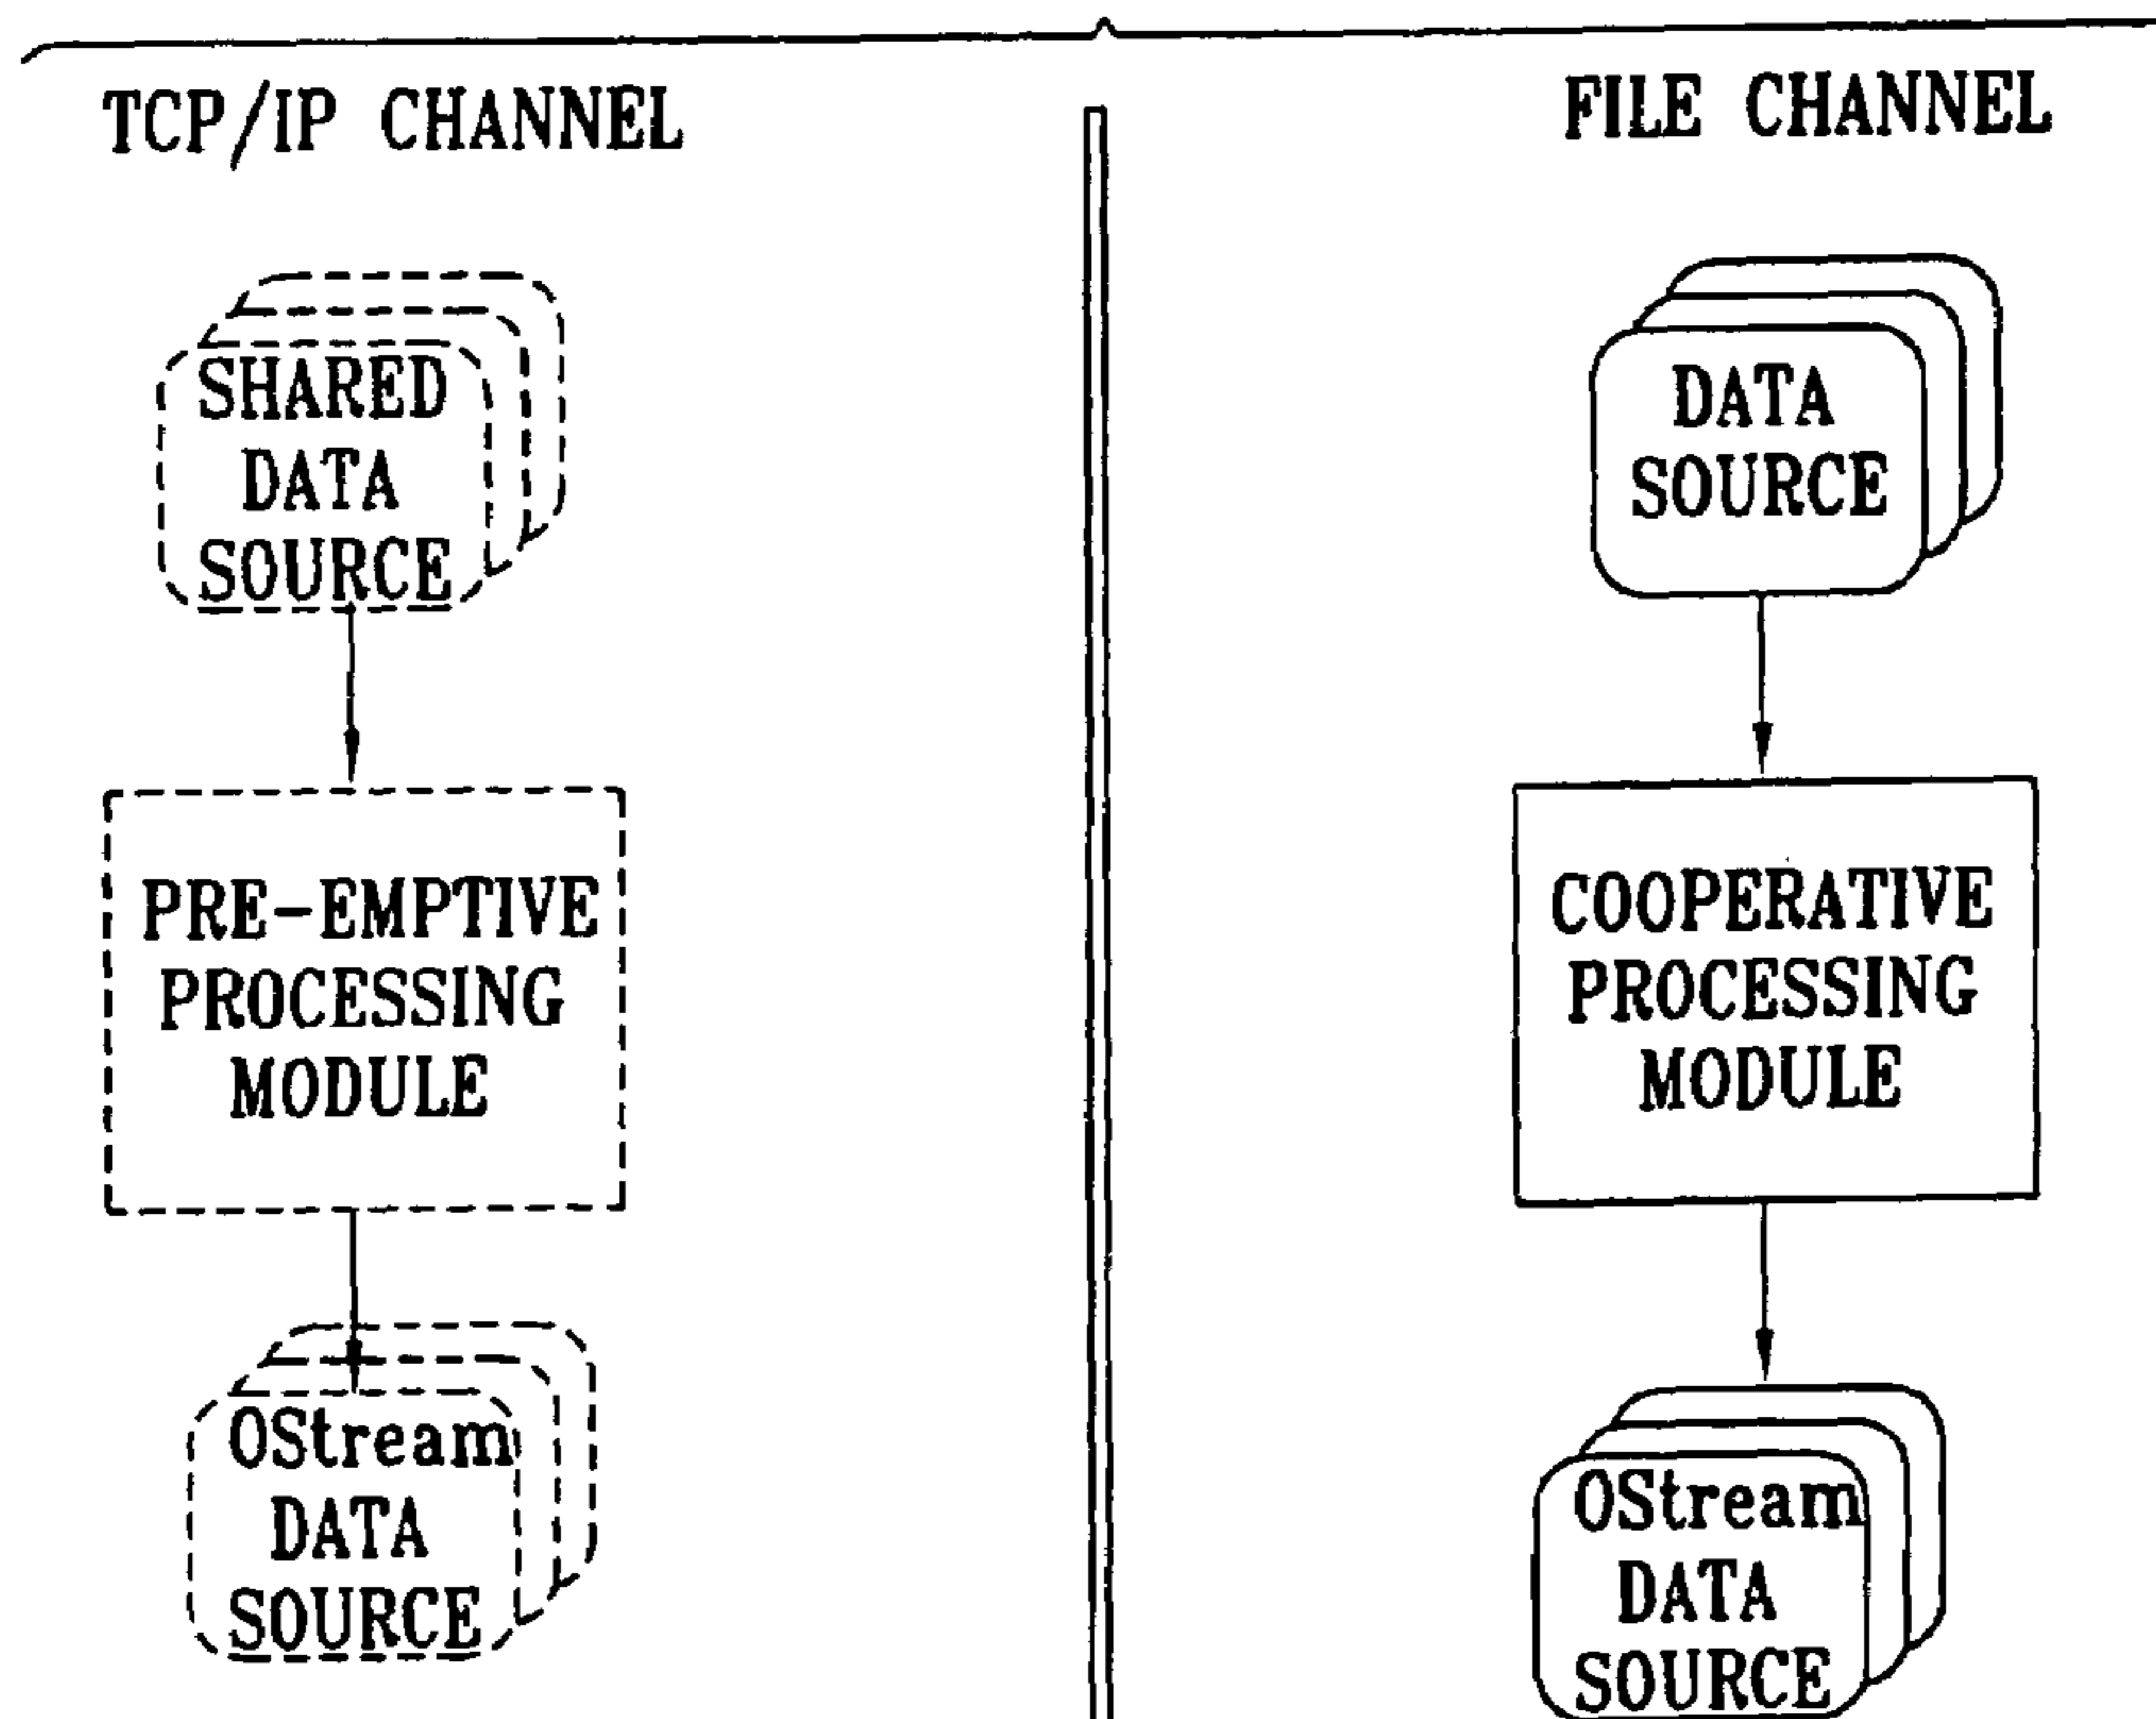 TCP/IP CHANNEL
SHARED
DATA
SOURCE
PRE-EMPTIVE
PROCESSING
MODULE
OStream
DATA
SOURCE
FILE CHANNEL
DATA
SOURCE
COOPERATIVE
PROCESSING
MODULE
OStream
DATA
SOURCE